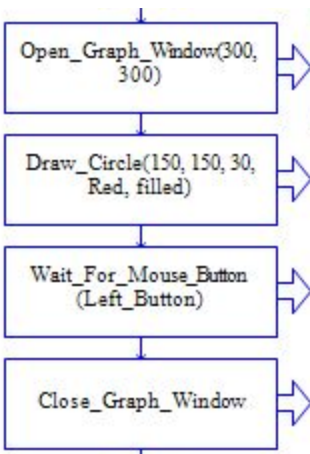 Open_Graph_Window(300,
300)
Draw_Circle(150, 150, 30,
Red, filled)
Wait_For_Mouse_Button
(Left_Button)
Close_Graph_Window